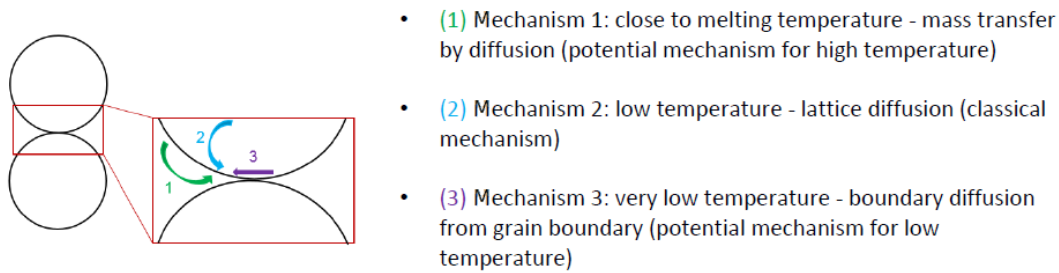 • (1) Mechanism 1: close to melting temperature - mass transfer
by diffusion (potential mechanism for high temperature)
• (2) Mechanism 2: low temperature - lattice diffusion (classical
mechanism)
• (3) Mechanism 3: very low temperature - boundary diffusion
from grain boundary (potential mechanism for low
temperature)
2
3
1